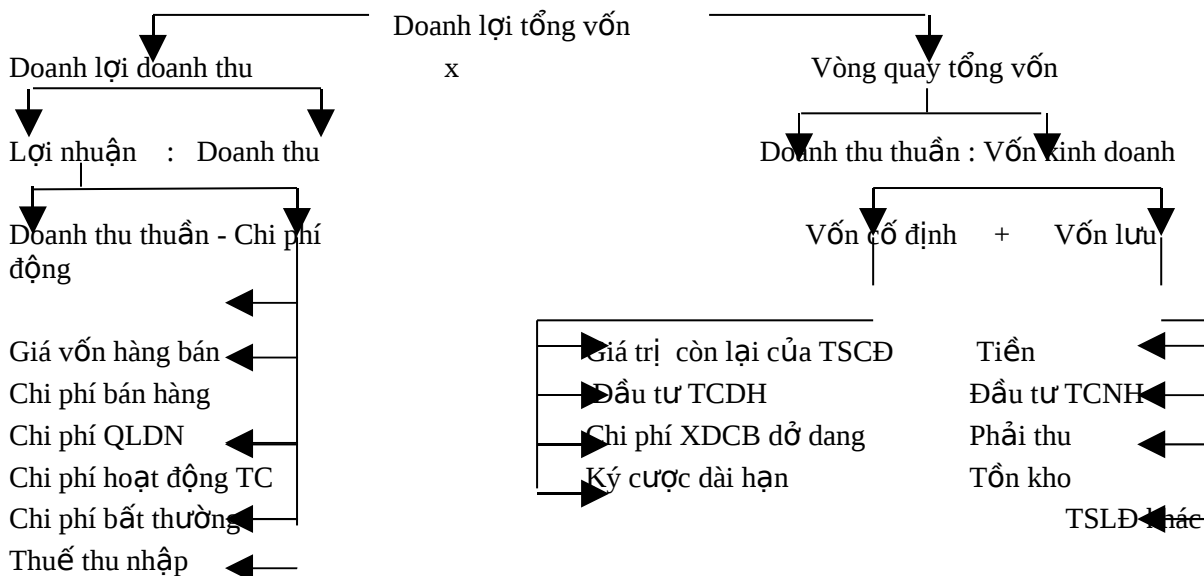 Doanh lợi tổng vốn
Doanh lợi doanh thu x Vòng quay tổng vốn
Lợi nhuận : Doanh thu Doanh thu thuần : Vốn kinh doanh
Doanh thu thuần - Chi phí Vốn cố định + Vốn lưu
động
Giá vốn hàng bán Giá trị còn lại của TSCĐ Tiền
Chi phí bán hàng Đầu tư TCDH Đầu tư TCNH
Chi phí QLDN Chi phí XDCB dở dang Phải thu
Chi phí hoạt động TC Ký cược dài hạn Tồn kho
Chi phí bất thường TSLĐ khác
Thuế thu nhập